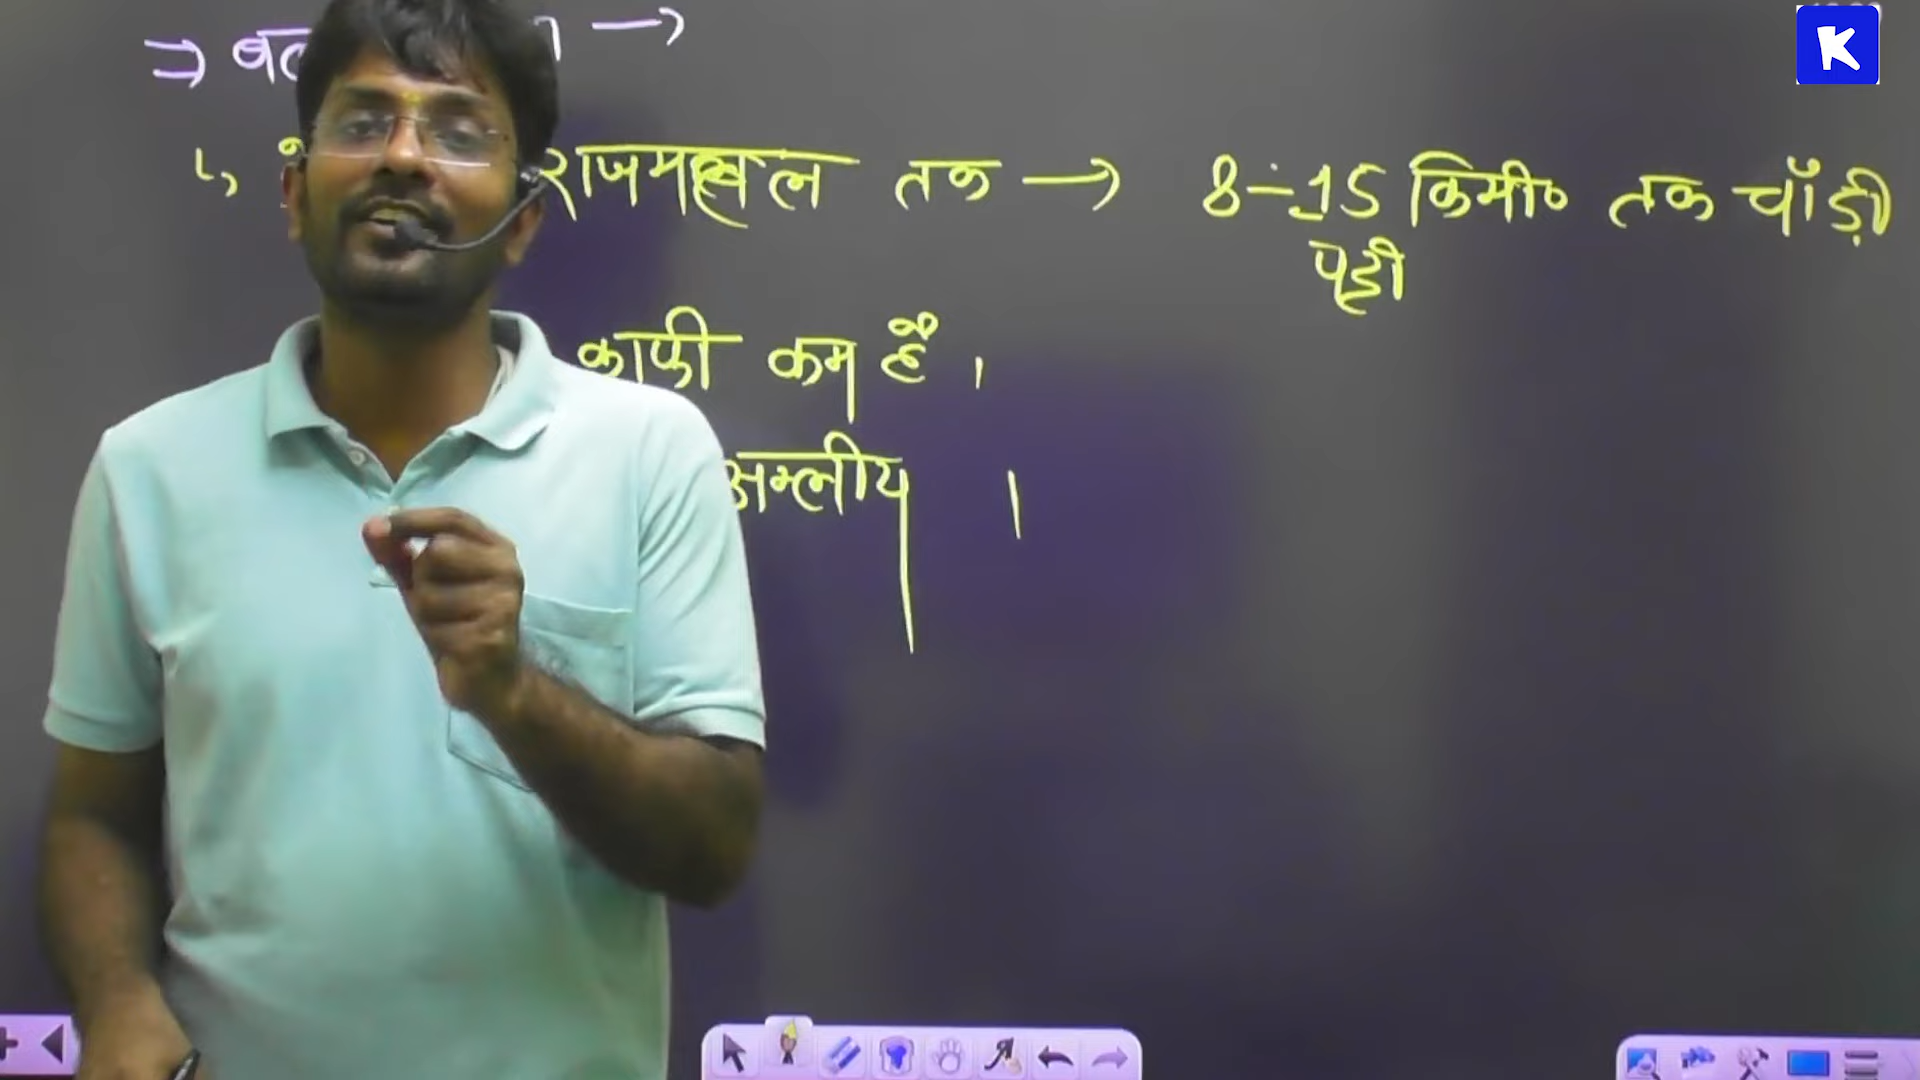 ⇒ →
↳ राजमहल तक → 8-15 किमी० तक चौड़ी
पट्टी
काफी कम है ।
अम्लीय ।
K